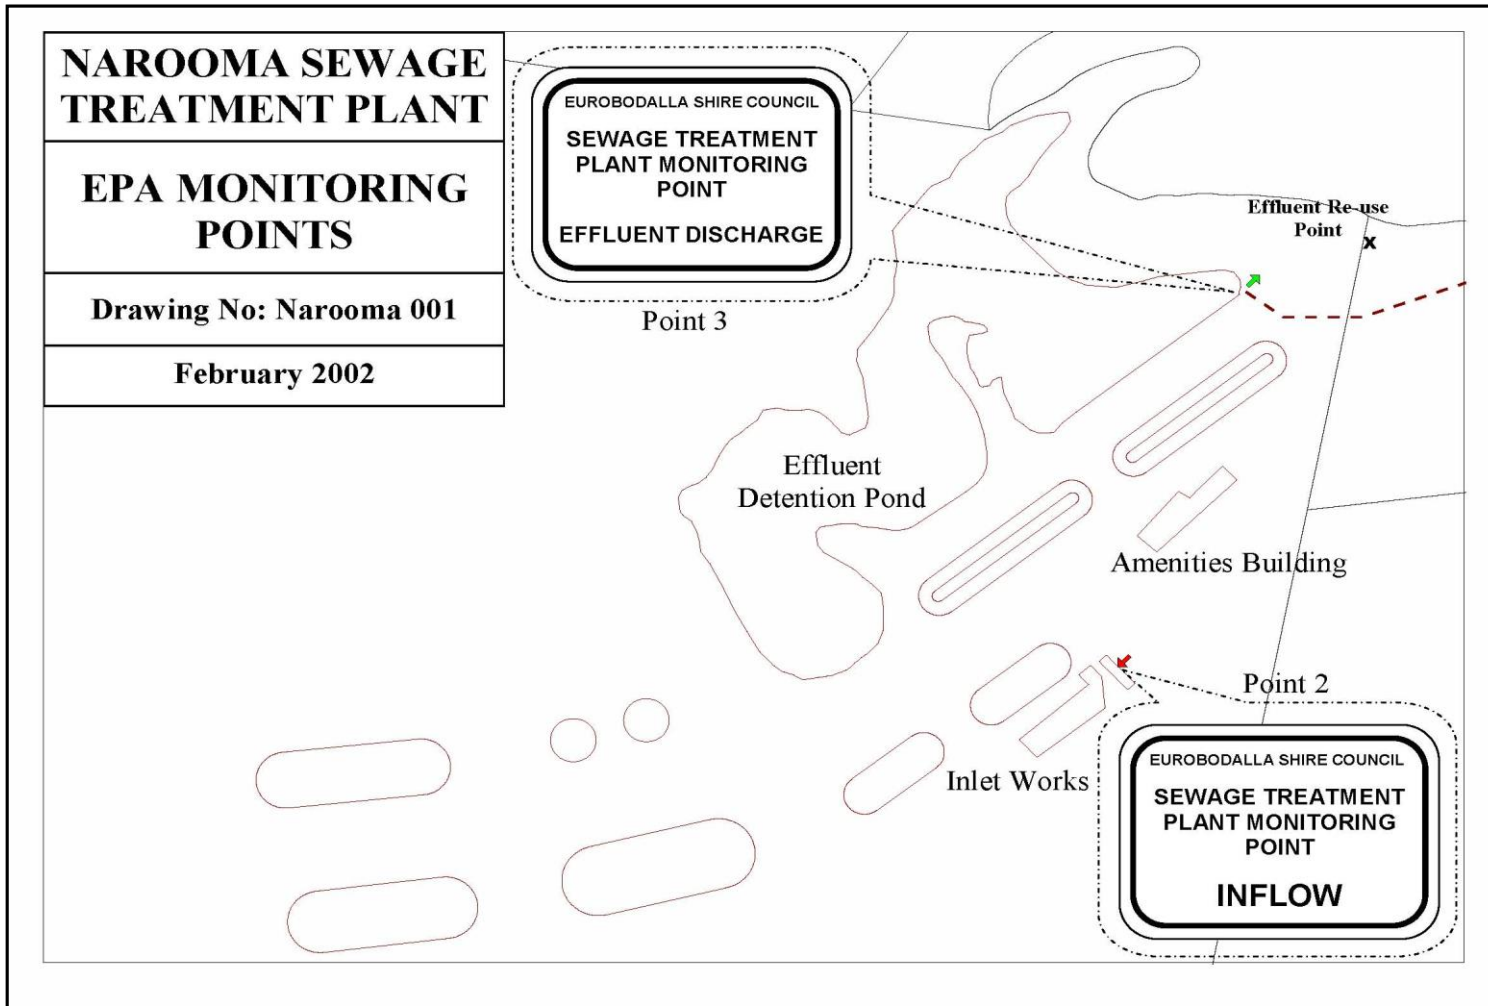 NAROOMA SEWAGE
TREATMENT PLANT
EPA MONITORING
POINTS
Drawing No: Narooma 001
February 2002
EUROBODALLA SHIRE COUNCIL
SEWAGE TREATMENT
PLANT MONITORING
POINT
EFFLUENT DISCHARGE
Point 3
Effluent Re-use
Point
x
Effluent
Detention Pond
Amenities Building
Inlet Works
Point 2
EUROBODALLA SHIRE COUNCIL
SEWAGE TREATMENT
PLANT MONITORING
POINT
INFLOW